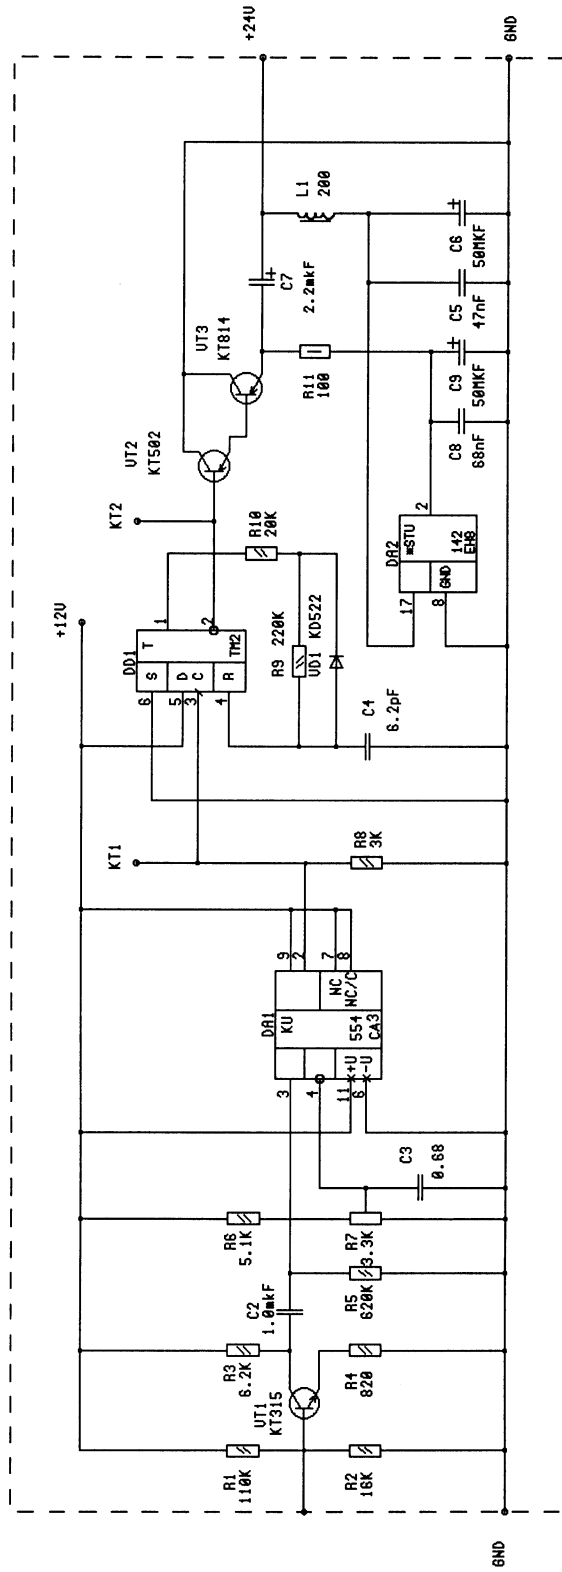 +24V
GND
L1
200
C7
2.2mkF
C6
50MKF
C5
47nF
VT3
KT814
R11
100
C9
50MKF
C8
68nF
VT2
KT502
KT2
R10
20K
DA2
*STU
142
EH8
GND
2
17
8
+12V
DD1
T
TM2
S
D
C
R
1
2
6
5
3
4
R9 220K
VD1 KD522
C4
6.2pF
KT1
R8
3K
DA1
KU
554
CA3
NC
NC/C
+U
-U
9
2
7
8
3
4
11
6
C3
0.68
R6
5.1K
R7
3.3K
R5
620K
C2
1.0mkF
R3
6.2K
R4
820
VT1
KT315
R1
110K
R2
16K
GND